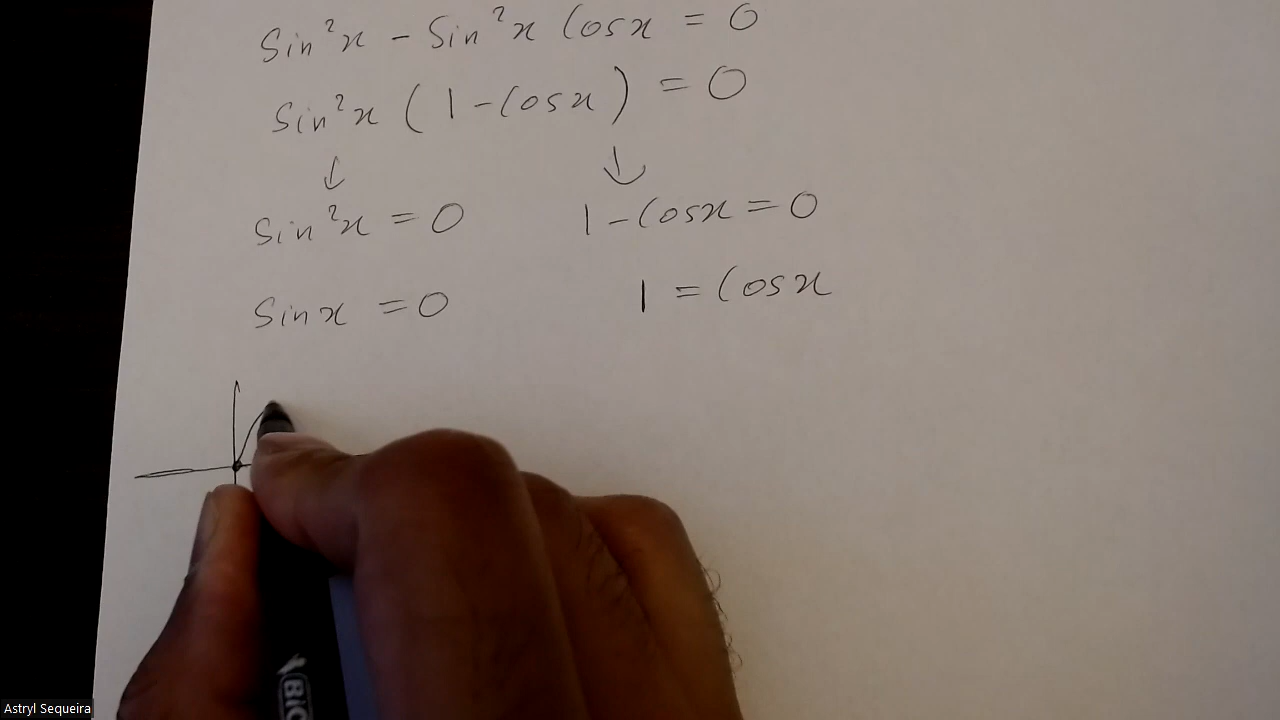 Sin²x - Sin²x Cosx = 0
Sin²x (1 - Cosx) = 0
↓ ↓
Sin²x = 0 1 - Cosx = 0
Sinx = 0 1 = Cosx
BIC
Astryl Sequeira